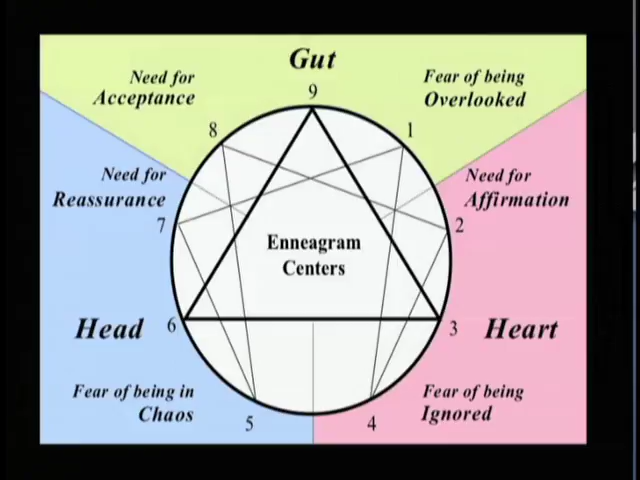 Gut
Need for
Acceptance
Fear of being
Overlooked
9
8
1
Need for
Reassurance
Need for
Affirmation
7
2
Enneagram
Centers
Head
6
3
Heart
Fear of being in
Chaos
Fear of being
Ignored
5
4